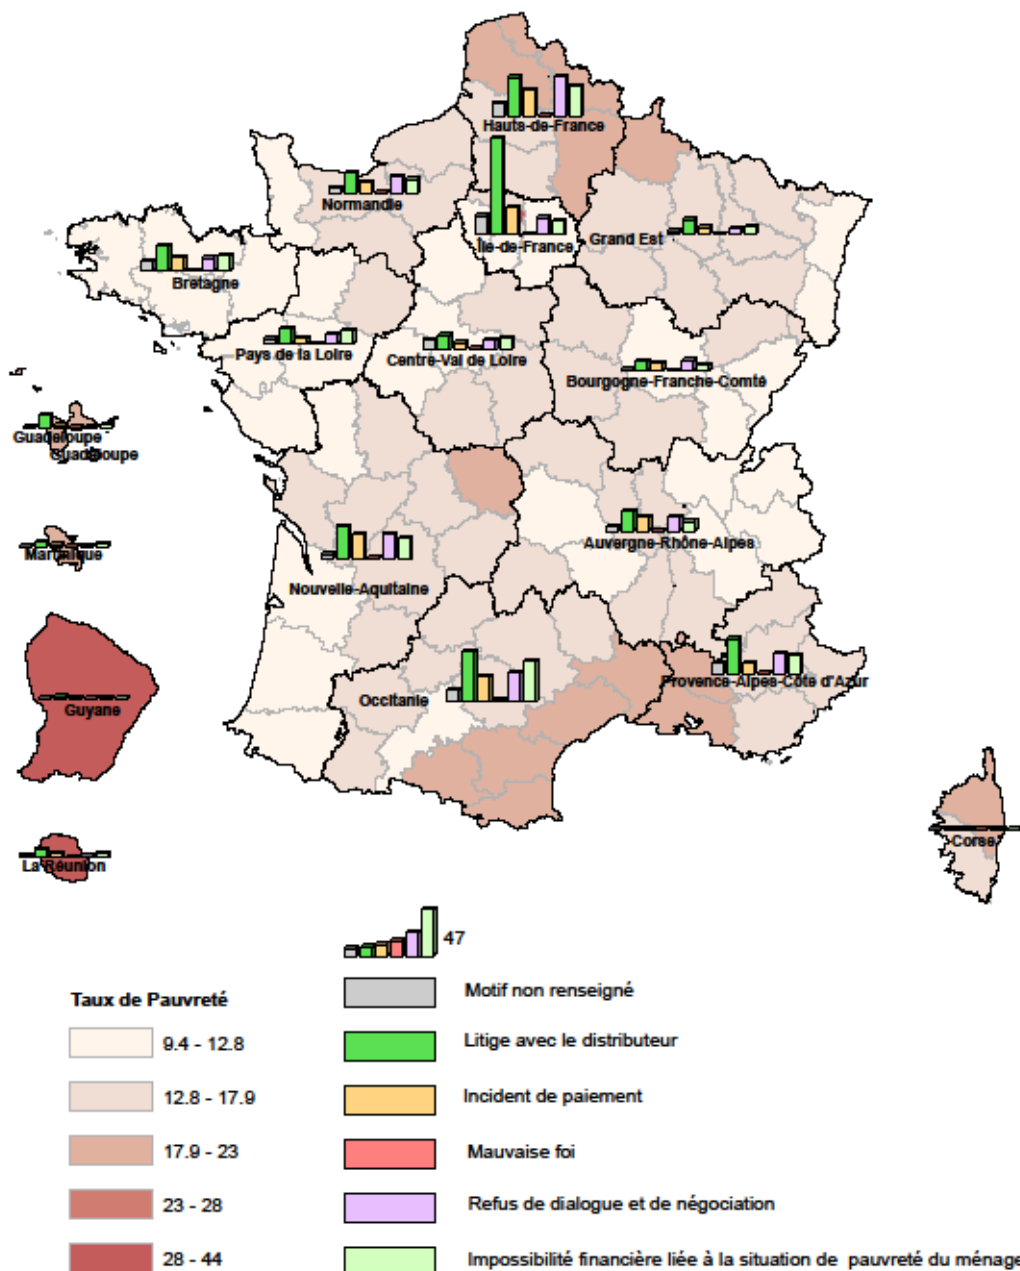 Hauts-de-France
Normandie
Île-de-France
Grand Est
Bretagne
Pays de la Loire
Centre-Val de Loire
Bourgogne-Franche-Comté
Guadeloupe
Guadeloupe
Auvergne-Rhône-Alpes
Martinique
Nouvelle-Aquitaine
Provence-Alpes-Côte d'Azur
Occitanie
Guyane
Corse
La Réunion
47
Taux de Pauvreté
Motif non renseigné
9.4 - 12.8
Litige avec le distributeur
12.8 - 17.9
Incident de paiement
17.9 - 23
Mauvaise foi
23 - 28
Refus de dialogue et de négociation
28 - 44
Impossibilité financière liée à la situation de pauvreté du ménage